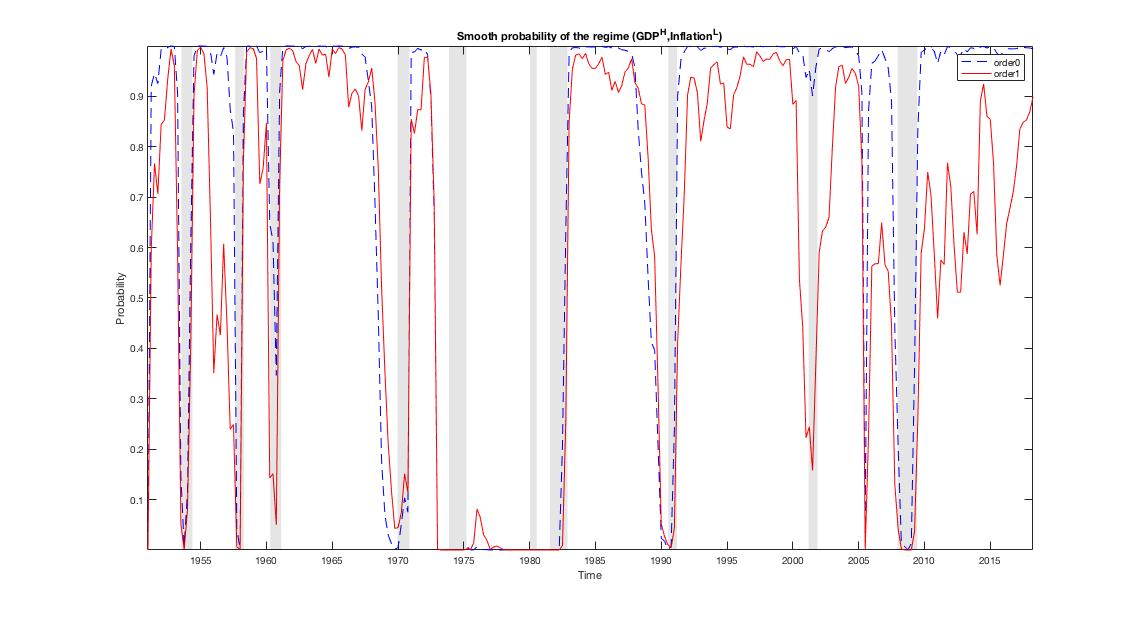 Smooth probability of the regime (GDP^H,Inflation^L)
order0
order1
0.9
0.8
0.7
0.6
0.5
0.4
0.3
0.2
0.1
Probability
1955 1960 1965 1970 1975 1980 1985 1990 1995 2000 2005 2010 2015
Time